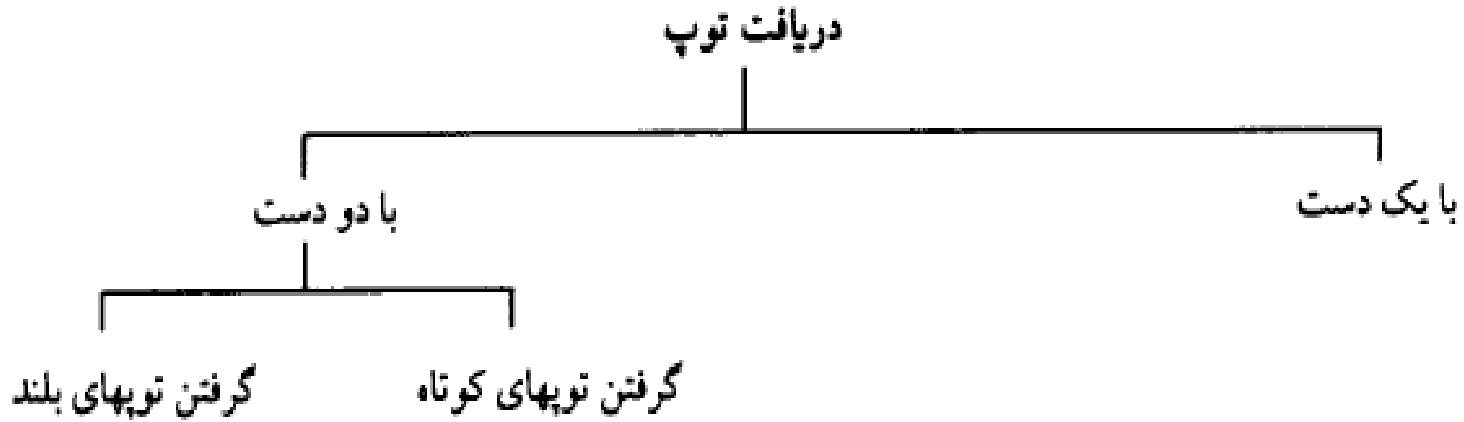 دریافت توپ
با یک دست
با دو دست
گرفتن توپهای کوتاه
گرفتن توپهای بلند